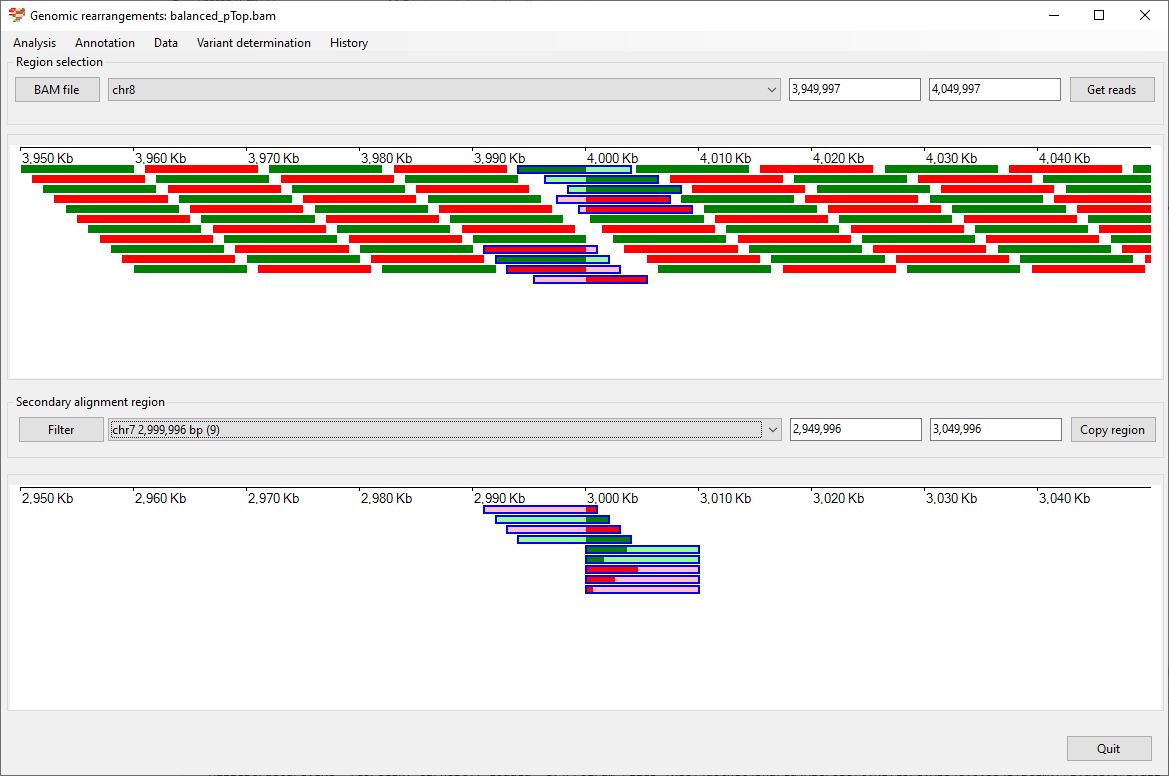 Genomic rearrangements: balanced_pTop.bam
Analysis Annotation Data Variant determination History
Region selection
BAM file chr8 3,949,997 4,049,997 Get reads
3,950 Kb 3,960 Kb 3,970 Kb 3,980 Kb 3,990 Kb 4,000 Kb 4,010 Kb 4,020 Kb 4,030 Kb 4,040 Kb
Secondary alignment region
Filter chr7 2,999,996 bp (9) 2,949,996 3,049,996 Copy region
2,950 Kb 2,960 Kb 2,970 Kb 2,980 Kb 2,990 Kb 3,000 Kb 3,010 Kb 3,020 Kb 3,030 Kb 3,040 Kb
Quit